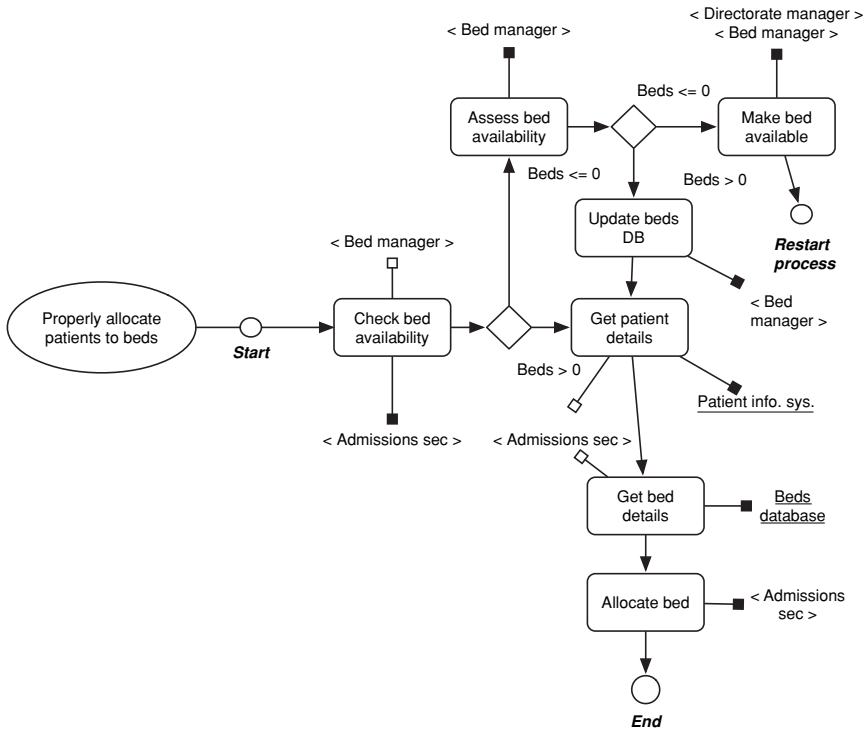 < Directorate manager >
< Bed manager >
< Bed manager >
Beds <= 0
Assess bed
availability
Make bed
available
Beds <= 0
Beds > 0
Update beds
DB
Restart
process
< Bed manager >
< Bed
manager >
Properly allocate
patients to beds
Start
Check bed
availability
Get patient
details
Beds > 0
Patient info. sys.
< Admissions sec >
< Admissions sec >
Get bed
details
Beds
database
Allocate bed
< Admissions
sec >
End